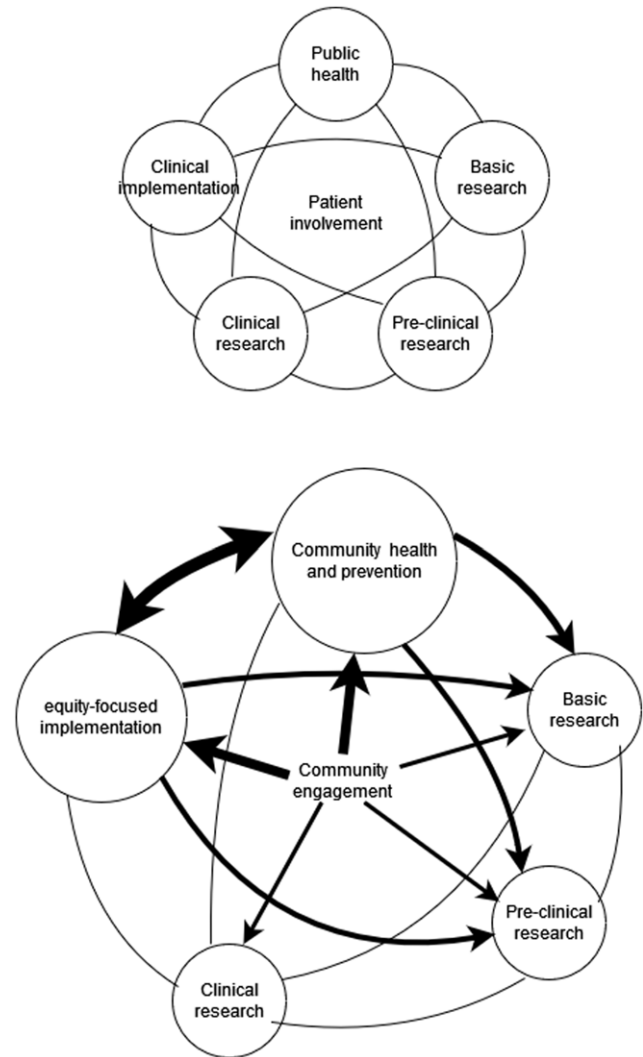 Public
health
Clinical
implementation
Basic
research
Patient
involvement
Clinical
research
Pre-clinical
research
Community health
and prevention
equity-focused
implementation
Basic
research
Community
engagement
Pre-clinical
research
Clinical
research